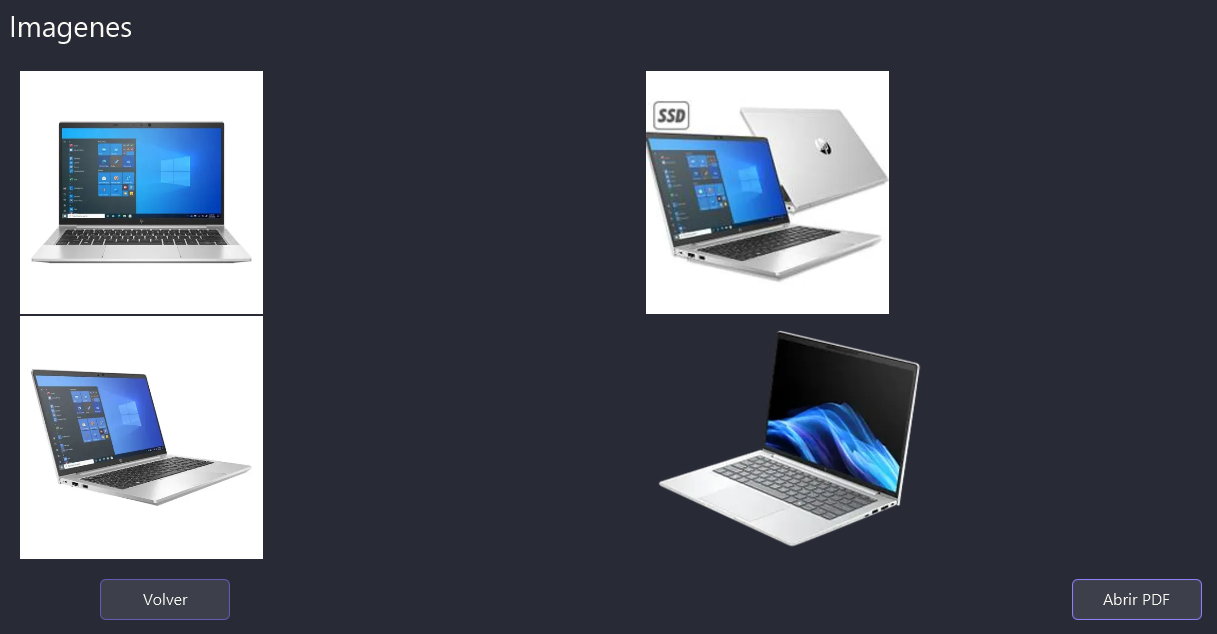 Imagenes
SSD
Volver
Abrir PDF